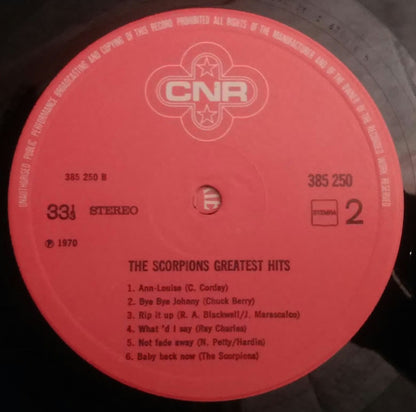 UNAUTHORISED PUBLIC PERFORMANCE BROADCASTING AND COPYING OF THIS RECORD PROHIBITED ALL RIGHTS OF THE MANUFACTURER AND OF THE OWNER OF THE RECORDED WORK RESERVED
CNR
385 250 B
385 250
33 1/3 STEREO
STEMRA 2
℗ 1970
THE SCORPIONS GREATEST HITS
1. Ann-Louise (C. Corday)
2. Bye Bye Johnny (Chuck Berry)
3. Rip it up (R. A. Blackwell/J. Marascalco)
4. What 'd I say (Ray Charles)
5. Not fade away (N. Petty/Hardin)
6. Baby back now (The Scorpions)